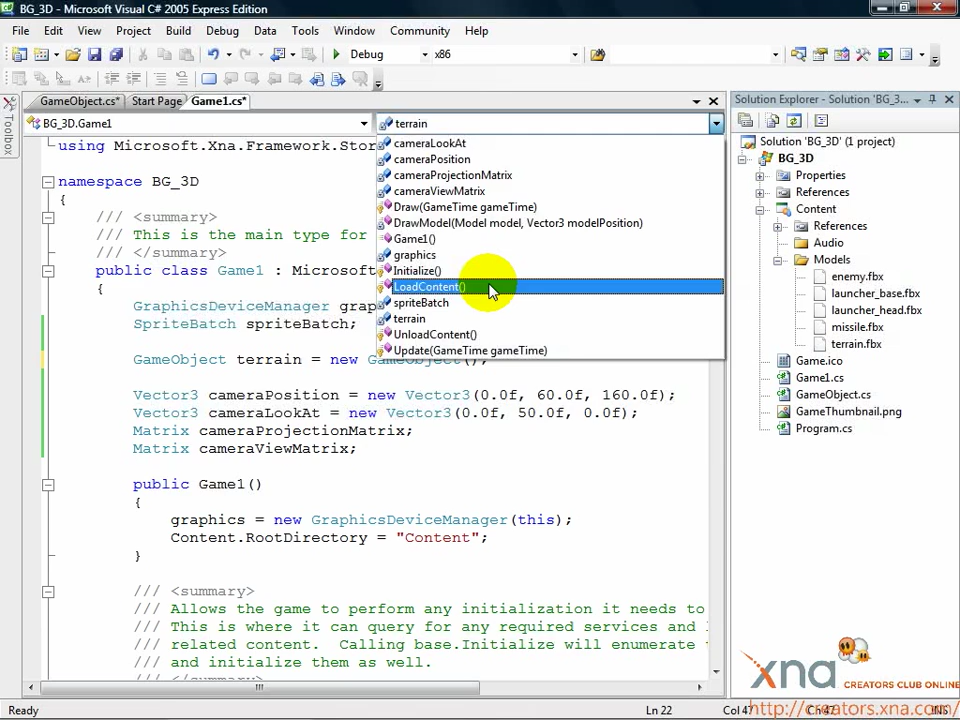 BG_3D - Microsoft Visual C# 2005 Express Edition
File Edit View Project Build Debug Data Tools Window Community Help
Debug x86
GameObject.cs* Start Page Game1.cs*
BG_3D.Game1 terrain
Toolbox
using Microsoft.Xna.Framework.Stor
namespace BG_3D
{
/// <summary>
/// This is the main type for
/// </summary>
public class Game1 : Microsoft
{
GraphicsDeviceManager grap
SpriteBatch spriteBatch;
GameObject terrain = new GameObject();
Vector3 cameraPosition = new Vector3(0.0f, 60.0f, 160.0f);
Vector3 cameraLookAt = new Vector3(0.0f, 50.0f, 0.0f);
Matrix cameraProjectionMatrix;
Matrix cameraViewMatrix;
public Game1()
{
graphics = new GraphicsDeviceManager(this);
Content.RootDirectory = "Content";
}
/// <summary>
/// Allows the game to perform any initialization it needs to
/// This is where it can query for any required services and
/// related content.  Calling base.Initialize will enumerate
/// and initialize them as well.
/// </summary>
cameraLookAt
cameraPosition
cameraProjectionMatrix
cameraViewMatrix
Draw(GameTime gameTime)
DrawModel(Model model, Vector3 modelPosition)
Game1()
graphics
Initialize()
LoadContent()
spriteBatch
terrain
UnloadContent()
Update(GameTime gameTime)
Solution Explorer - Solution 'BG_3...
Solution 'BG_3D' (1 project)
BG_3D
Properties
References
Content
References
Audio
Models
enemy.fbx
launcher_base.fbx
launcher_head.fbx
missile.fbx
terrain.fbx
Game.ico
Game1.cs
GameObject.cs
GameThumbnail.png
Program.cs
xna CREATORS CLUB ONLINE
http://creators.xna.com/
Ready Ln 22 Col 47 Ch 47 INS